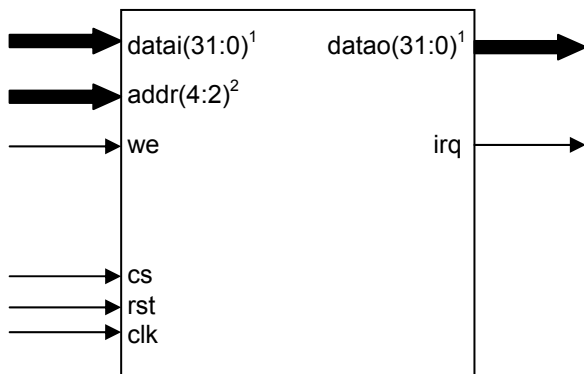 datai(31:0)¹ datao(31:0)¹
addr(4:2)²
we irq
cs
rst
clk